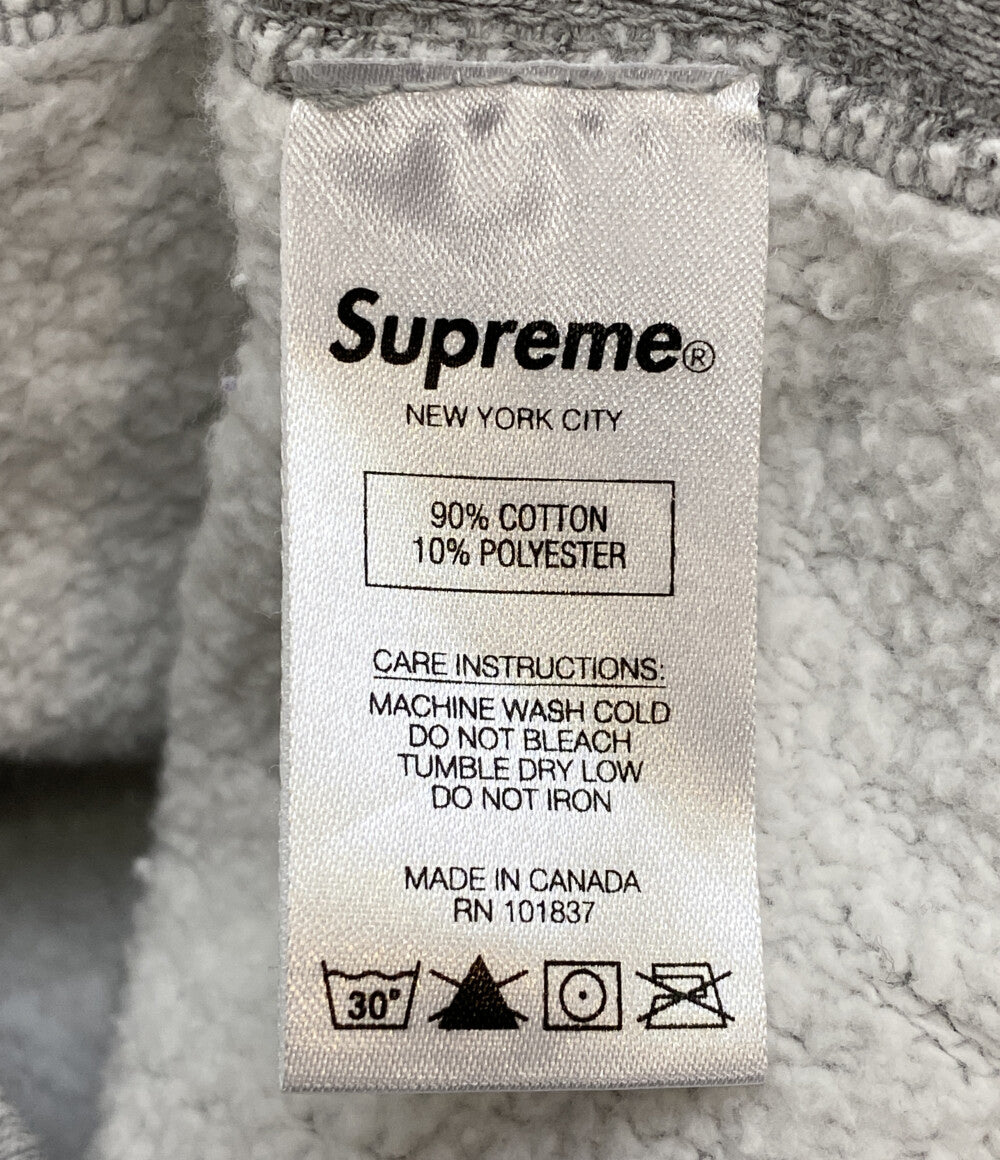 Supreme®
NEW YORK CITY
90% COTTON
10% POLYESTER
CARE INSTRUCTIONS:
MACHINE WASH COLD
DO NOT BLEACH
TUMBLE DRY LOW
DO NOT IRON
MADE IN CANADA
RN 101837
30°